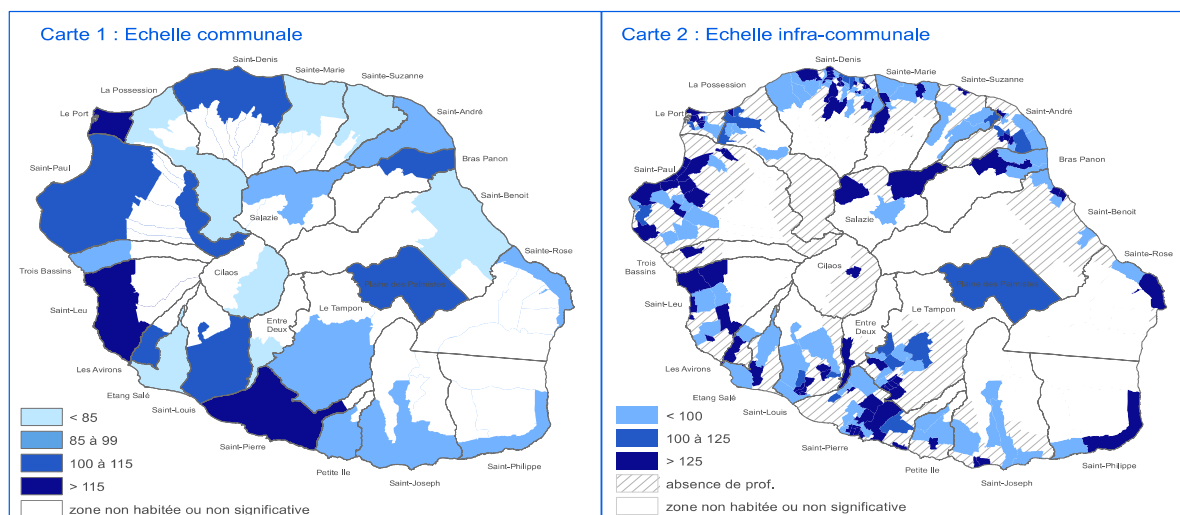 Carte 1 : Echelle communale
Saint-Denis
Sainte-Marie
Sainte-Suzanne
La Possession
Le Port
Saint-André
Saint-Paul
Bras Panon
Saint-Benoit
Salazie
Sainte-Rose
Trois Bassins
Cilaos
Saint-Leu
Le Tampon
Entre
Deux
Les Avirons
Etang Salé
Saint-Louis
Saint-Pierre
Petite Ile
Saint-Joseph
Saint-Philippe
< 85
85 à 99
100 à 115
> 115
zone non habitée ou non significative
Carte 2 : Echelle infra-communale
Saint-Denis
Sainte-Marie
Sainte-Suzanne
La Possession
Le Port
Saint-André
Saint-Paul
Bras Panon
Saint-Benoit
Salazie
Sainte-Rose
Trois
Bassins
Cilaos
Saint-Leu
Le Tampon
Entre
Deux
Les Avirons
Etang Salé
Saint-Louis
Saint-Pierre
Petite Ile
Saint-Joseph
Saint-Philippe
< 100
100 à 125
> 125
absence de prof.
zone non habitée ou non significative